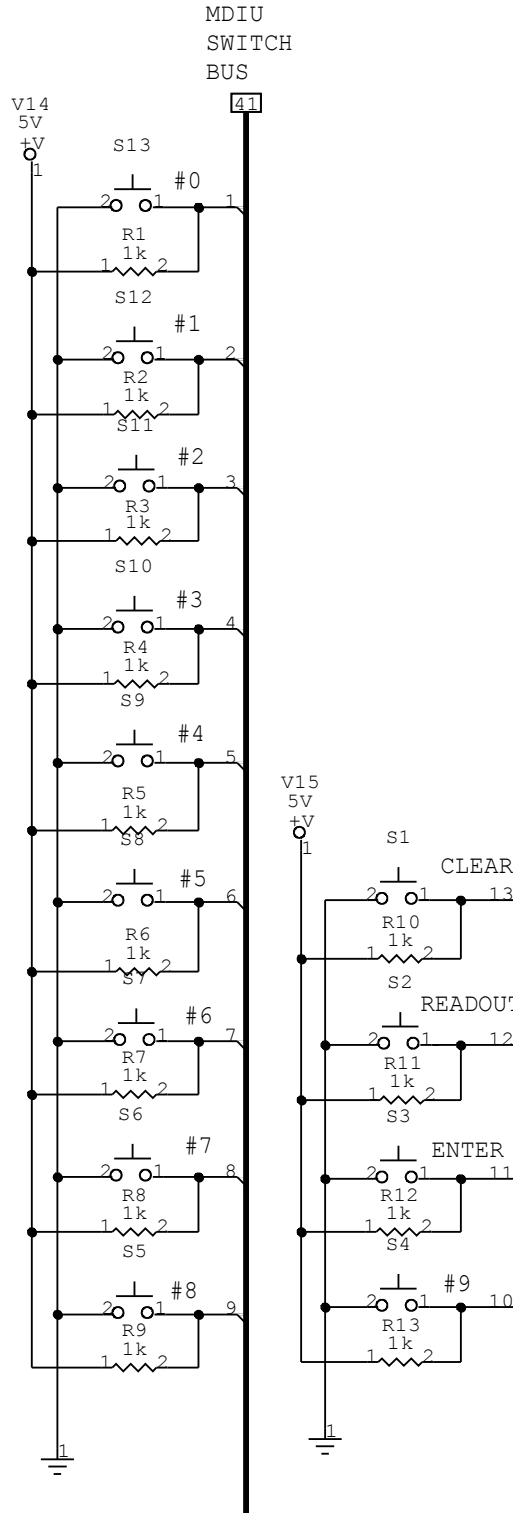 MDIU
SWITCH
BUS
41
V14
5V
+V
1
S13
#0
2 1 1
R1
1k
1 2
S12
#1
2 1 2
R2
1k
1 2
S11
#2
2 1 3
R3
1k
1 2
S10
#3
2 1 4
R4
1k
1 2
S9
#4
2 1 5
R5
1k
1 2
S8
#5
2 1 6
R6
1k
1 2
S7
#6
2 1 7
R7
1k
1 2
S6
#7
2 1 8
R8
1k
1 2
S5
#8
2 1 9
R9
1k
1 2
1
V15
5V
+V
1
S1
CLEAR
2 1 13
R10
1k
1 2
S2
READOUT
2 1 12
R11
1k
1 2
S3
ENTER
2 1 11
R12
1k
1 2
S4
#9
2 1 10
R13
1k
1 2
1